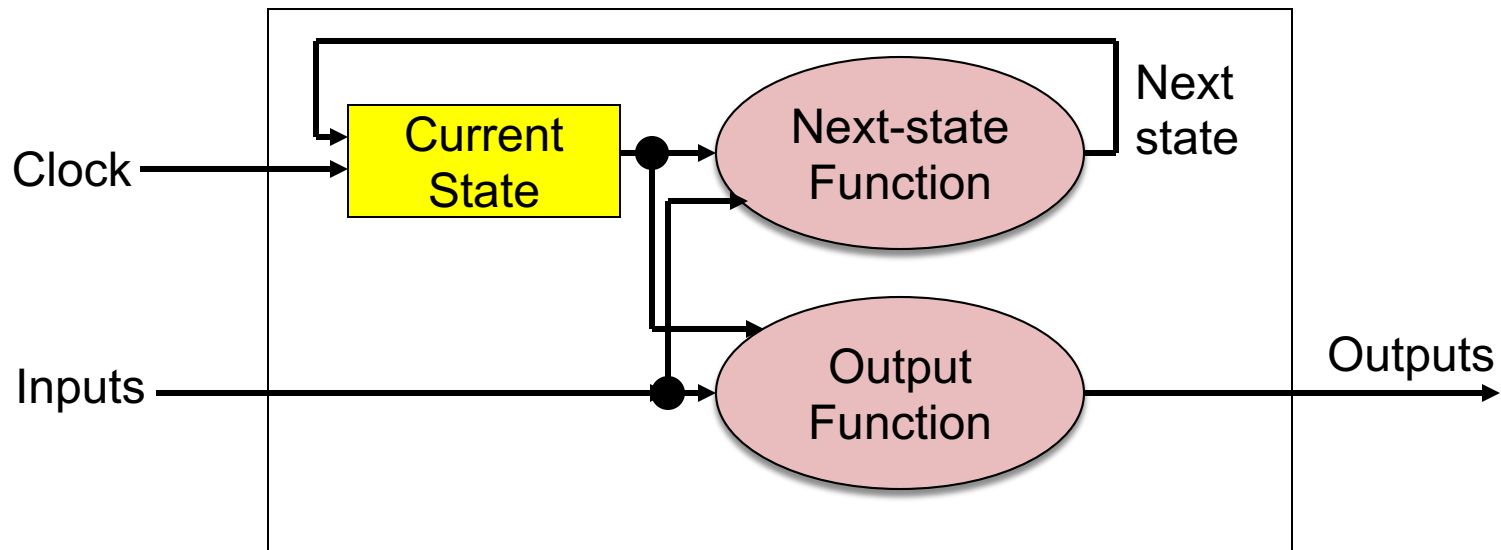 Next
state
Current
State
Next-state
Function
Clock
Inputs
Output
Function
Outputs